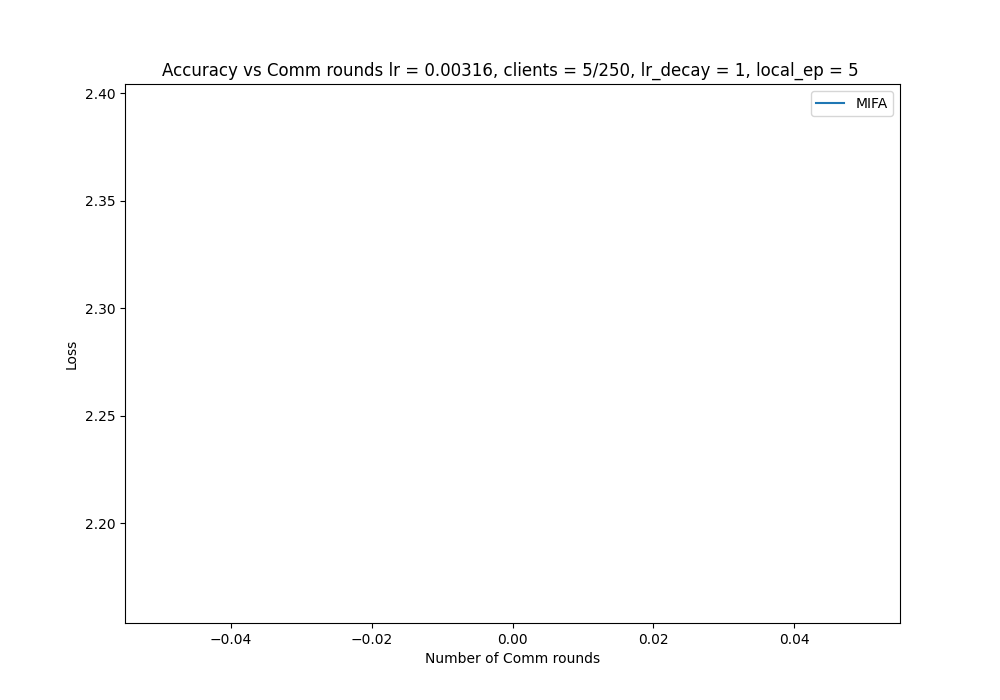 Accuracy vs Comm rounds lr = 0.00316, clients = 5/250, lr_decay = 1, local_ep = 5
MIFA
2.40
2.35
2.30
2.25
2.20
Loss
−0.04
−0.02
0.00
0.02
0.04
Number of Comm rounds